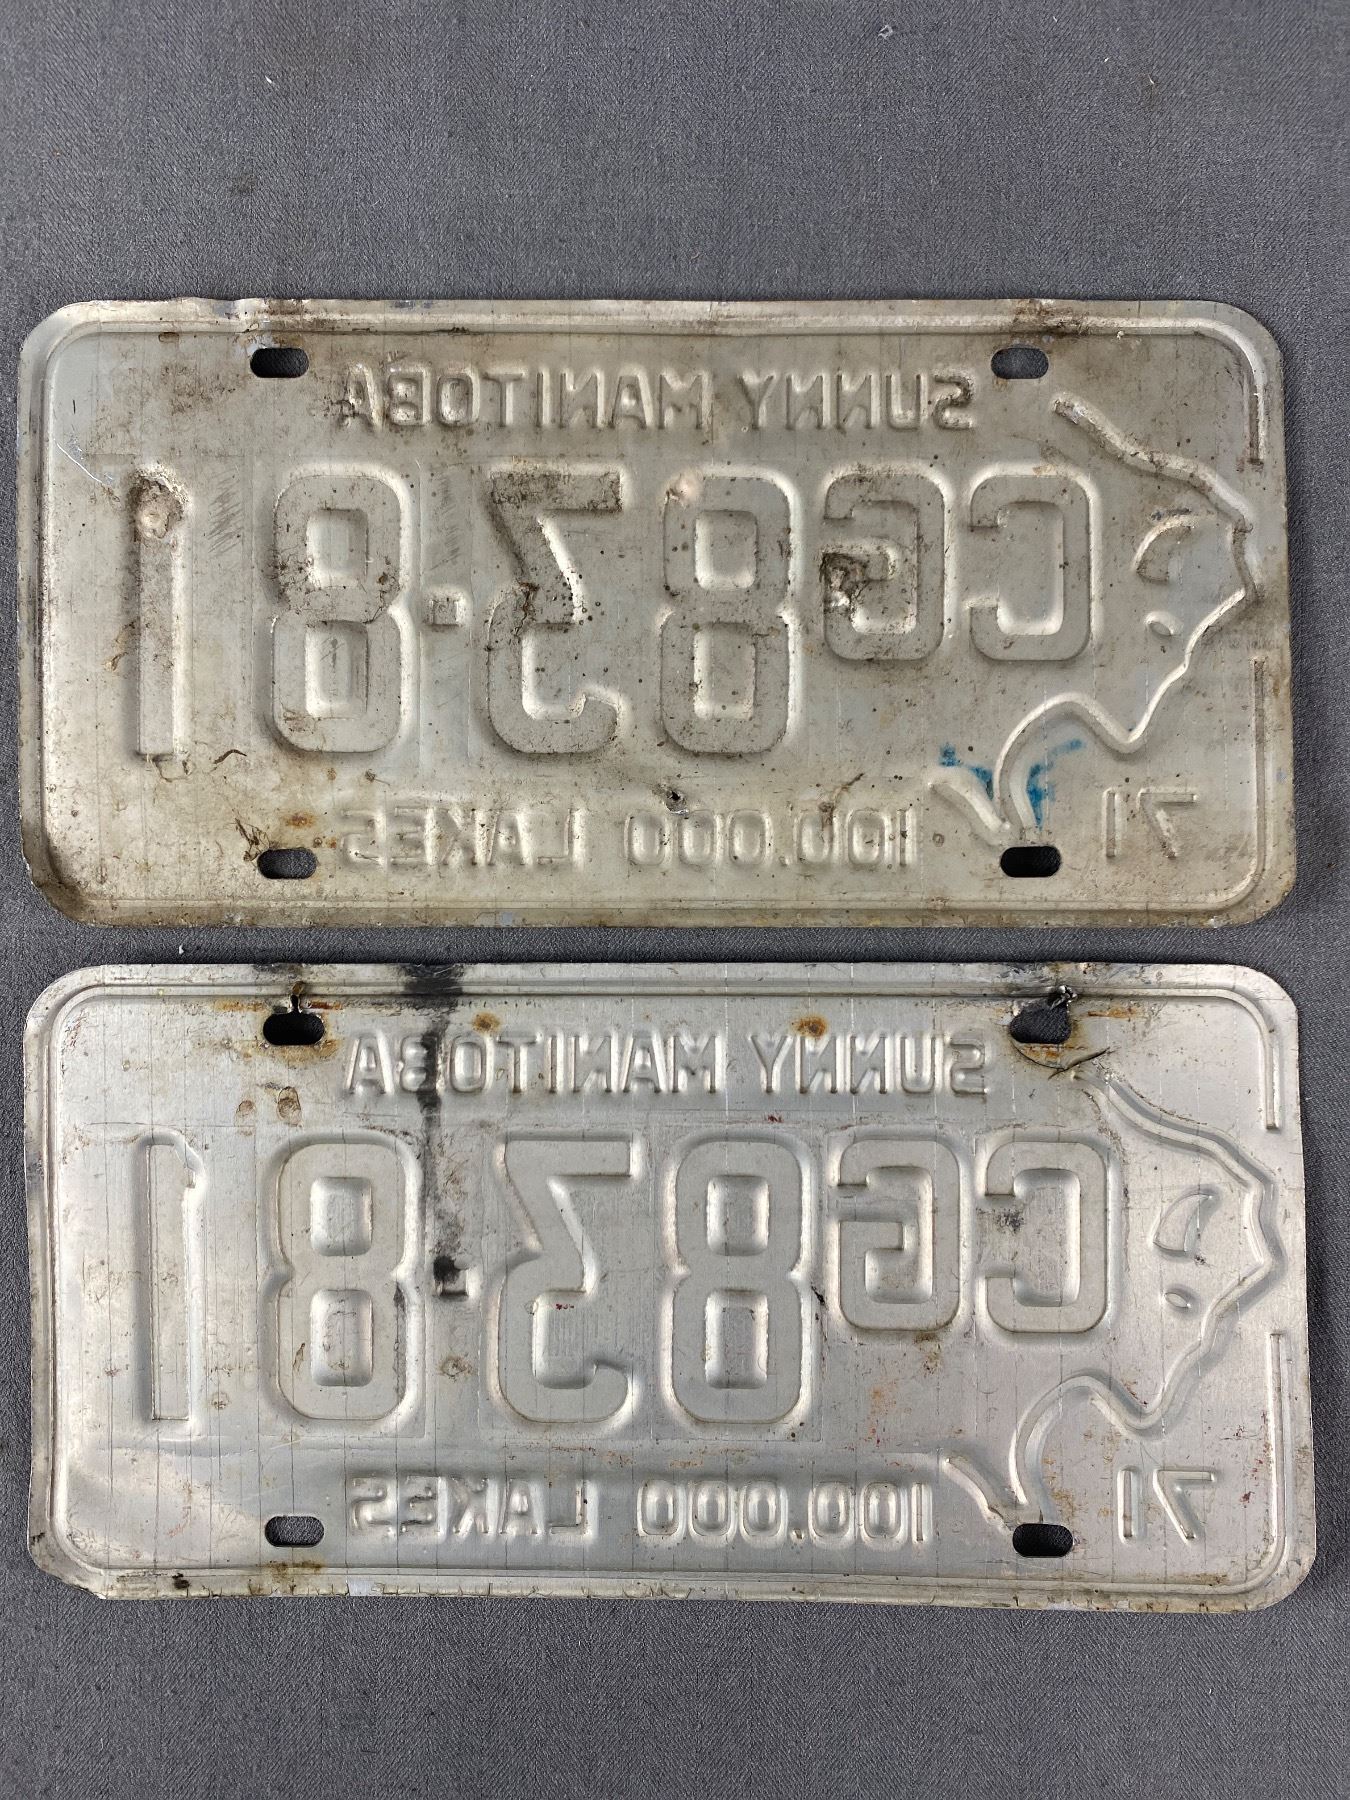 SUNNY MANITOBA
CG 83·81
71 100.000 LAKES
SUNNY MANITOBA
CG 83·81
71 100.000 LAKES